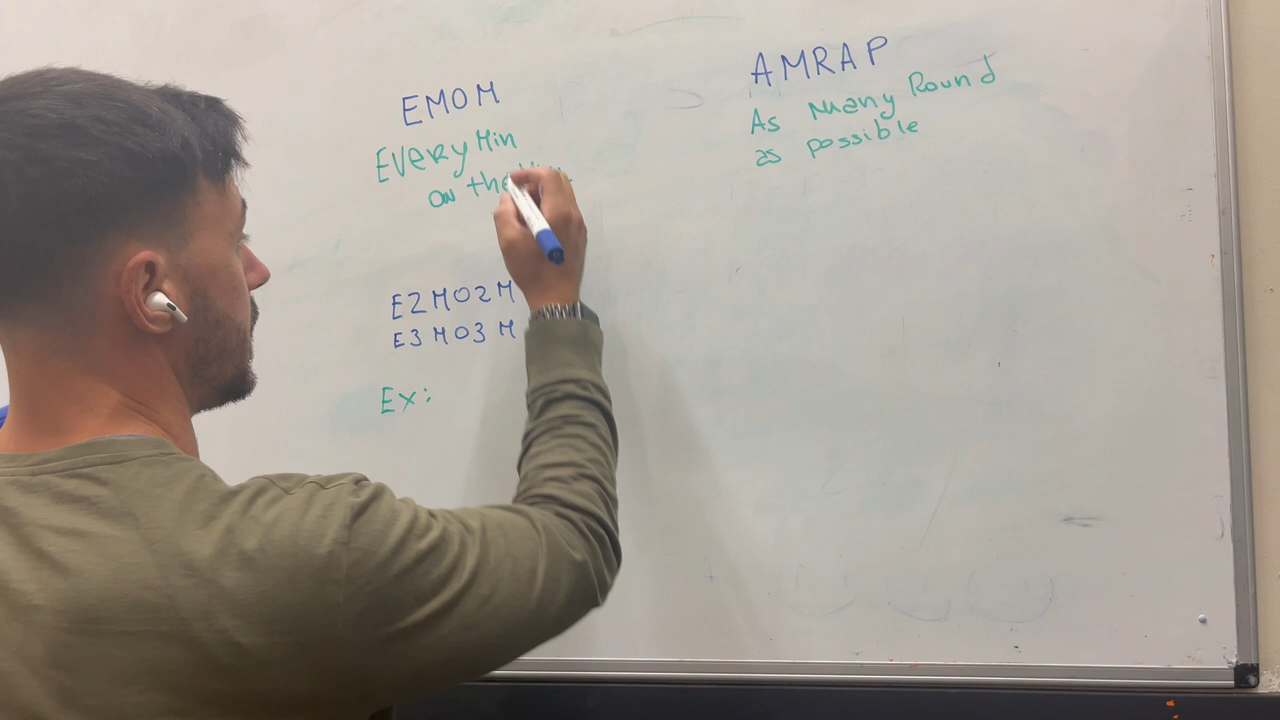 EMOM
Every Min
on the
E2MO2M
E3MO3M
Ex:
AMRAP
As many Round
as possible